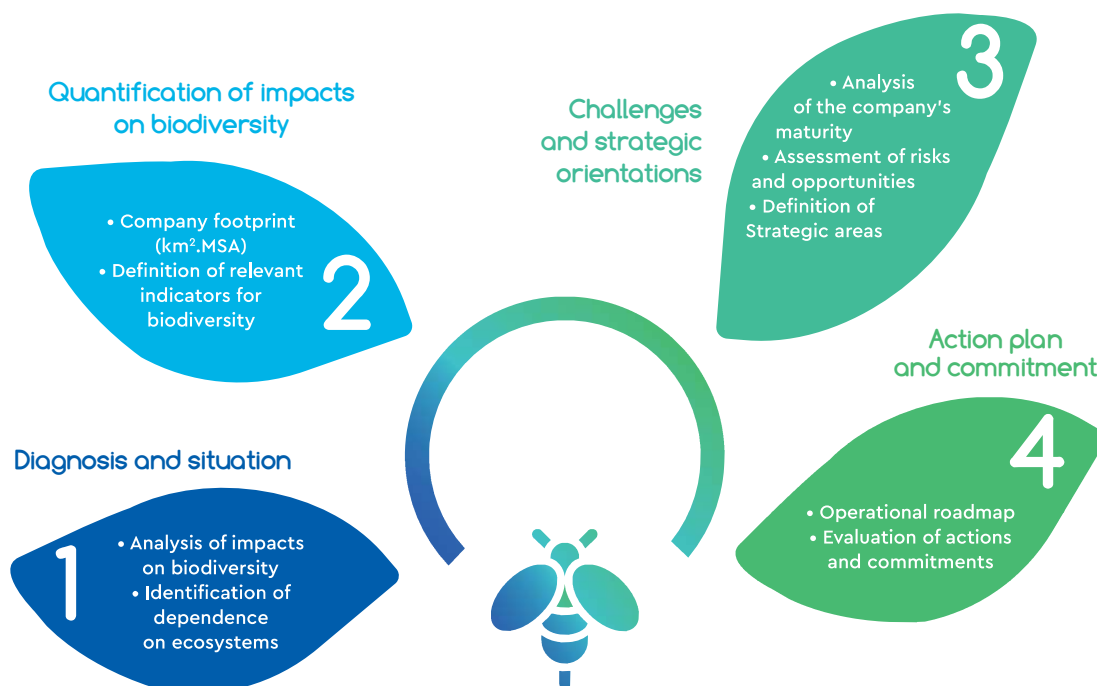 Diagnosis and situation
1
• Analysis of impacts
on biodiversity
• Identification of
dependence
on ecosystems
Quantification of impacts
on biodiversity
2
• Company footprint
(km².MSA)
• Definition of relevant
indicators for
biodiversity
Challenges
and strategic
orientations
3
• Analysis
of the company's
maturity
• Assessment of risks
and opportunities
• Definition of
Strategic areas
Action plan
and commitment
4
• Operational roadmap
• Evaluation of actions
and commitments